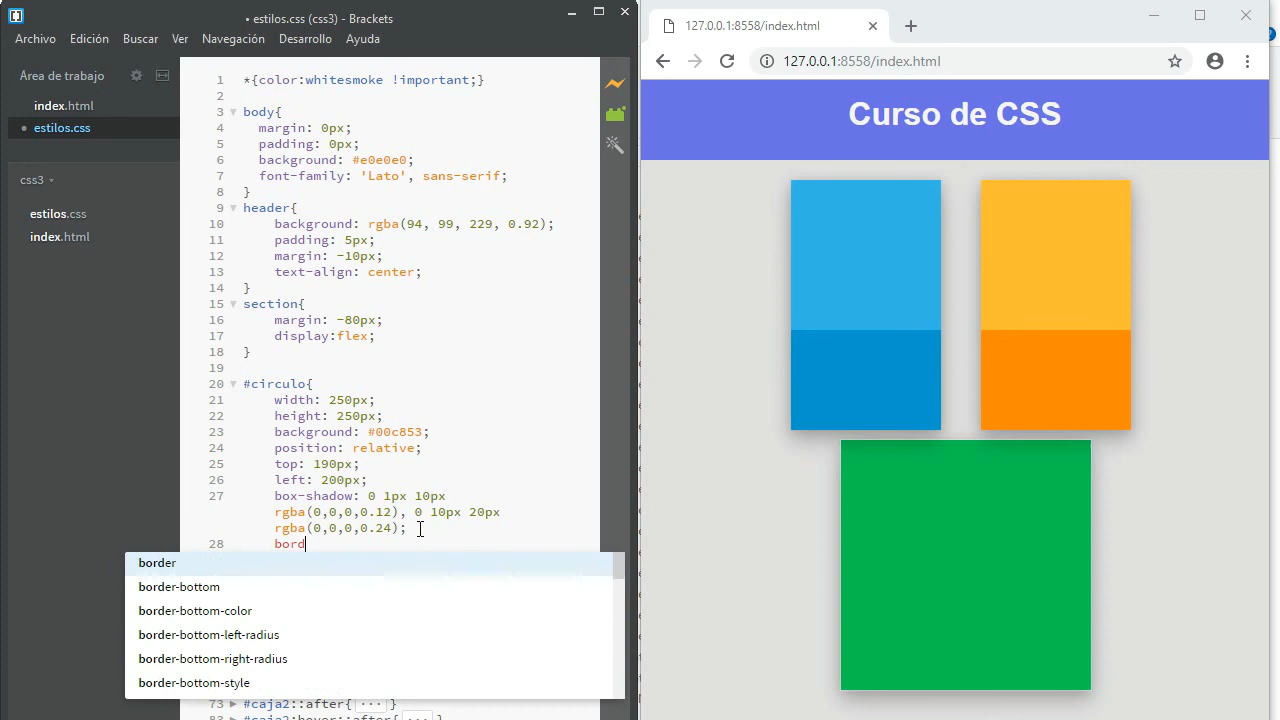 • estilos.css (css3) - Brackets
Archivo Edición Buscar Ver Navegación Desarrollo Ayuda
Área de trabajo
index.html
• estilos.css
css3
estilos.css
index.html
1 *{color:whitesmoke !important;}
2
3 body{
4 margin: 0px;
5 padding: 0px;
6 background: #e0e0e0;
7 font-family: 'Lato', sans-serif;
8 }
9 header{
10 background: rgba(94, 99, 229, 0.92);
11 padding: 5px;
12 margin: -10px;
13 text-align: center;
14 }
15 section{
16 margin: -80px;
17 display:flex;
18 }
19
20 #circulo{
21 width: 250px;
22 height: 250px;
23 background: #00c853;
24 position: relative;
25 top: 190px;
26 left: 200px;
27 box-shadow: 0 1px 10px
rgba(0,0,0,0.12), 0 10px 20px
rgba(0,0,0,0.24);
28 bord
border
border-bottom
border-bottom-color
border-bottom-left-radius
border-bottom-right-radius
border-bottom-style
73 #caja2::after{ ... }
83 #caja2:hover::after{ ... }
127.0.0.1:8558/index.html
127.0.0.1:8558/index.html
Curso de CSS